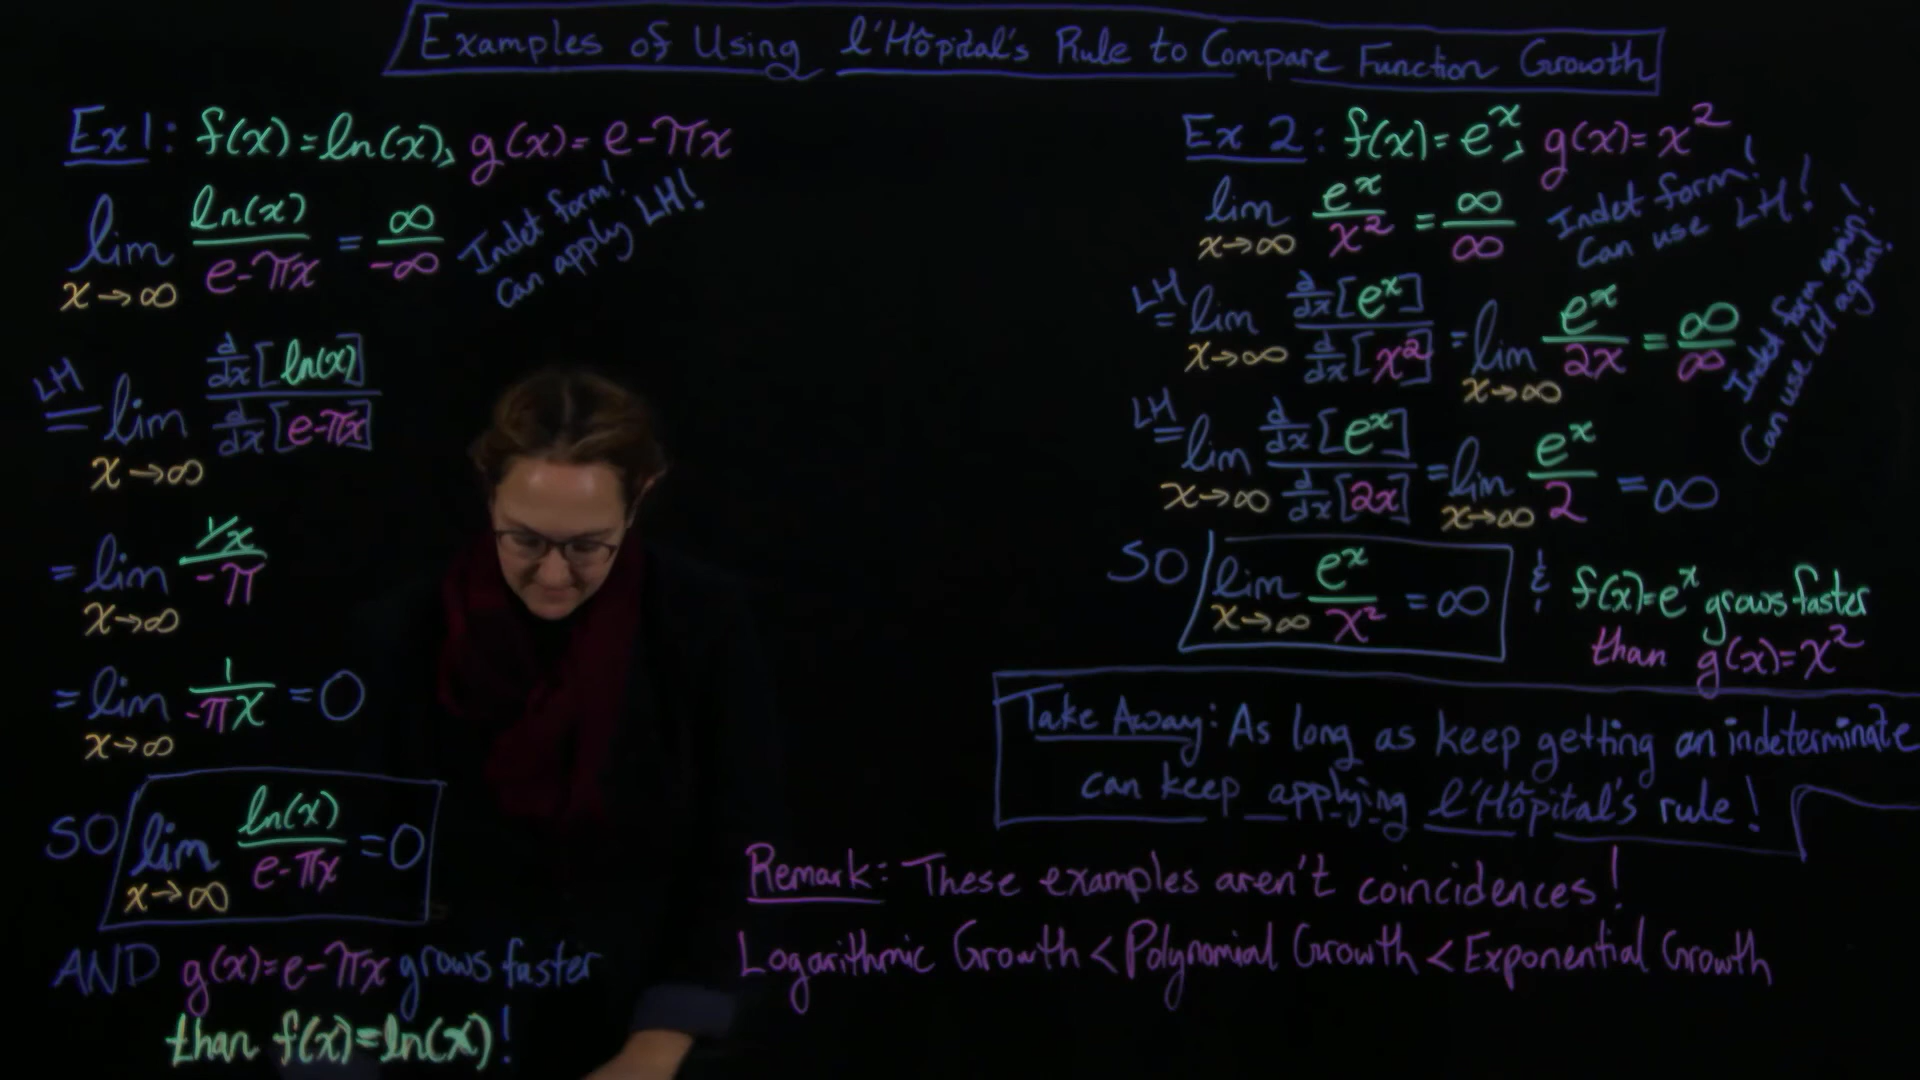 Examples of Using l'Hôpital's Rule to Compare Function Growth
Ex 1: f(x)=ln(x), g(x)=e-πx
lim x→∞ ln(x)/(e-πx) = ∞/-∞
Indet form!
Can apply LH!
LH= lim x→∞ d/dx[ln(x)] / d/dx[e-πx]
= lim x→∞ (1/x)/(-π)
= lim x→∞ 1/(-πx) = 0
SO lim x→∞ ln(x)/(e-πx) = 0
AND g(x)=e-πx grows faster
than f(x)=ln(x)!
Ex 2: f(x)=e^x, g(x)=x^2
lim x→∞ e^x/x^2 = ∞/∞
Indet form!
Can use LH!
LH= lim x→∞ d/dx[e^x] / d/dx[x^2] = lim x→∞ e^x/2x = ∞/∞
Indet form again!
Can use LH again!
LH= lim x→∞ d/dx[e^x] / d/dx[2x] = lim x→∞ e^x/2 = ∞
SO lim x→∞ e^x/x^2 = ∞ & f(x)=e^x grows faster
than g(x)=x^2
Take Away: As long as keep getting an indeterminate
can keep applying l'Hôpital's rule!
Remark: These examples aren't coincidences!
Logarithmic Growth < Polynomial Growth < Exponential Growth